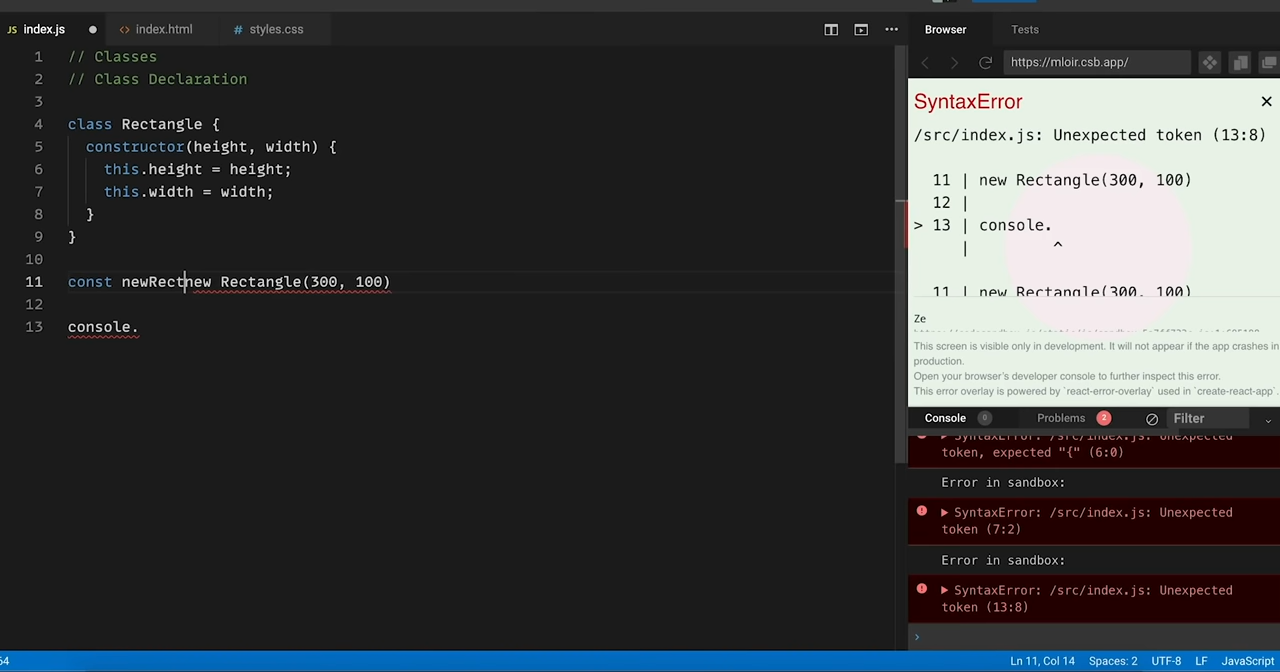 JS index.js
<> index.html
# styles.css
1 // Classes
2 // Class Declaration
3
4 class Rectangle {
5 constructor(height, width) {
6 this.height = height;
7 this.width = width;
8 }
9 }
10
11 const newRectnew Rectangle(300, 100)
12
13 console.
Browser
Tests
https://mloir.csb.app/
SyntaxError
/src/index.js: Unexpected token (13:8)
11 | new Rectangle(300, 100)
12 |
> 13 | console.
| ^
11 | new Rectangle(300, 100)
Ze
This screen is visible only in development. It will not appear if the app crashes in
production.
Open your browser's developer console to further inspect this error.
This error overlay is powered by `react-error-overlay` used in `create-react-app`.
Console 0
Problems 2
Filter
SyntaxError: /src/index.js: Unexpected
token, expected "{" (6:0)
Error in sandbox:
SyntaxError: /src/index.js: Unexpected
token (7:2)
Error in sandbox:
SyntaxError: /src/index.js: Unexpected
token (13:8)
64
Ln 11, Col 14 Spaces: 2 UTF-8 LF JavaScript